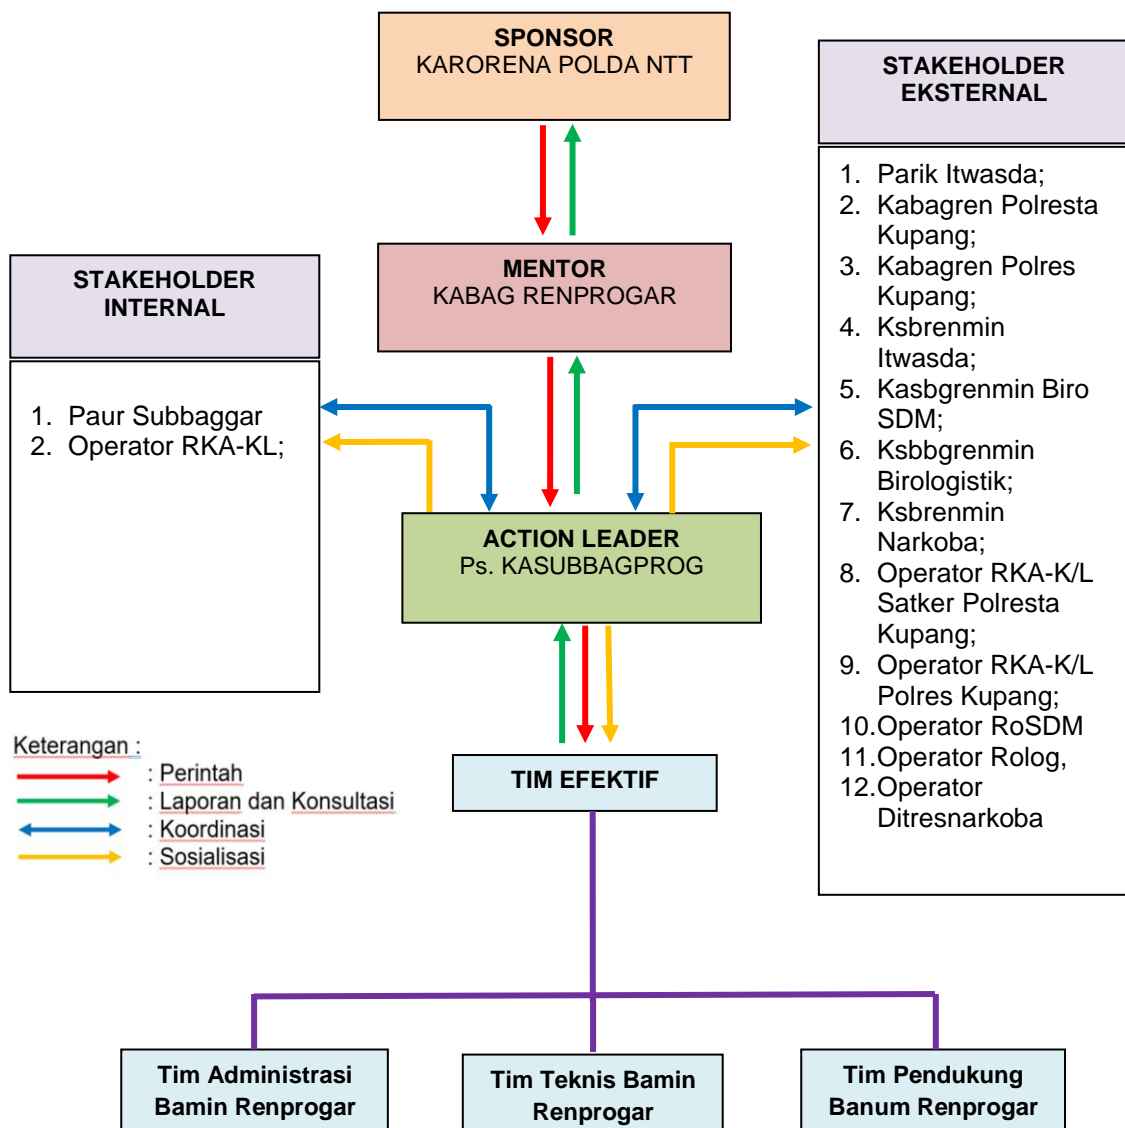 SPONSOR
KARORENA POLDA NTT
STAKEHOLDER
EKSTERNAL
1. Parik Itwasda;
2. Kabagren Polresta
Kupang;
3. Kabagren Polres
Kupang;
4. Ksbrenmin
Itwasda;
5. Kasbgrenmin Biro
SDM;
6. Ksbbgrenmin
Birologistik;
7. Ksbrenmin
Narkoba;
8. Operator RKA-K/L
Satker Polresta
Kupang;
9. Operator RKA-K/L
Polres Kupang;
10.Operator RoSDM
11.Operator Rolog,
12.Operator
Ditresnarkoba
MENTOR
KABAG RENPROGAR
STAKEHOLDER
INTERNAL
1. Paur Subbaggar
2. Operator RKA-KL;
ACTION LEADER
Ps. KASUBBAGPROG
Keterangan :
: Perintah
: Laporan dan Konsultasi
: Koordinasi
: Sosialisasi
TIM EFEKTIF
Tim Administrasi
Bamin Renprogar
Tim Teknis Bamin
Renprogar
Tim Pendukung
Banum Renprogar